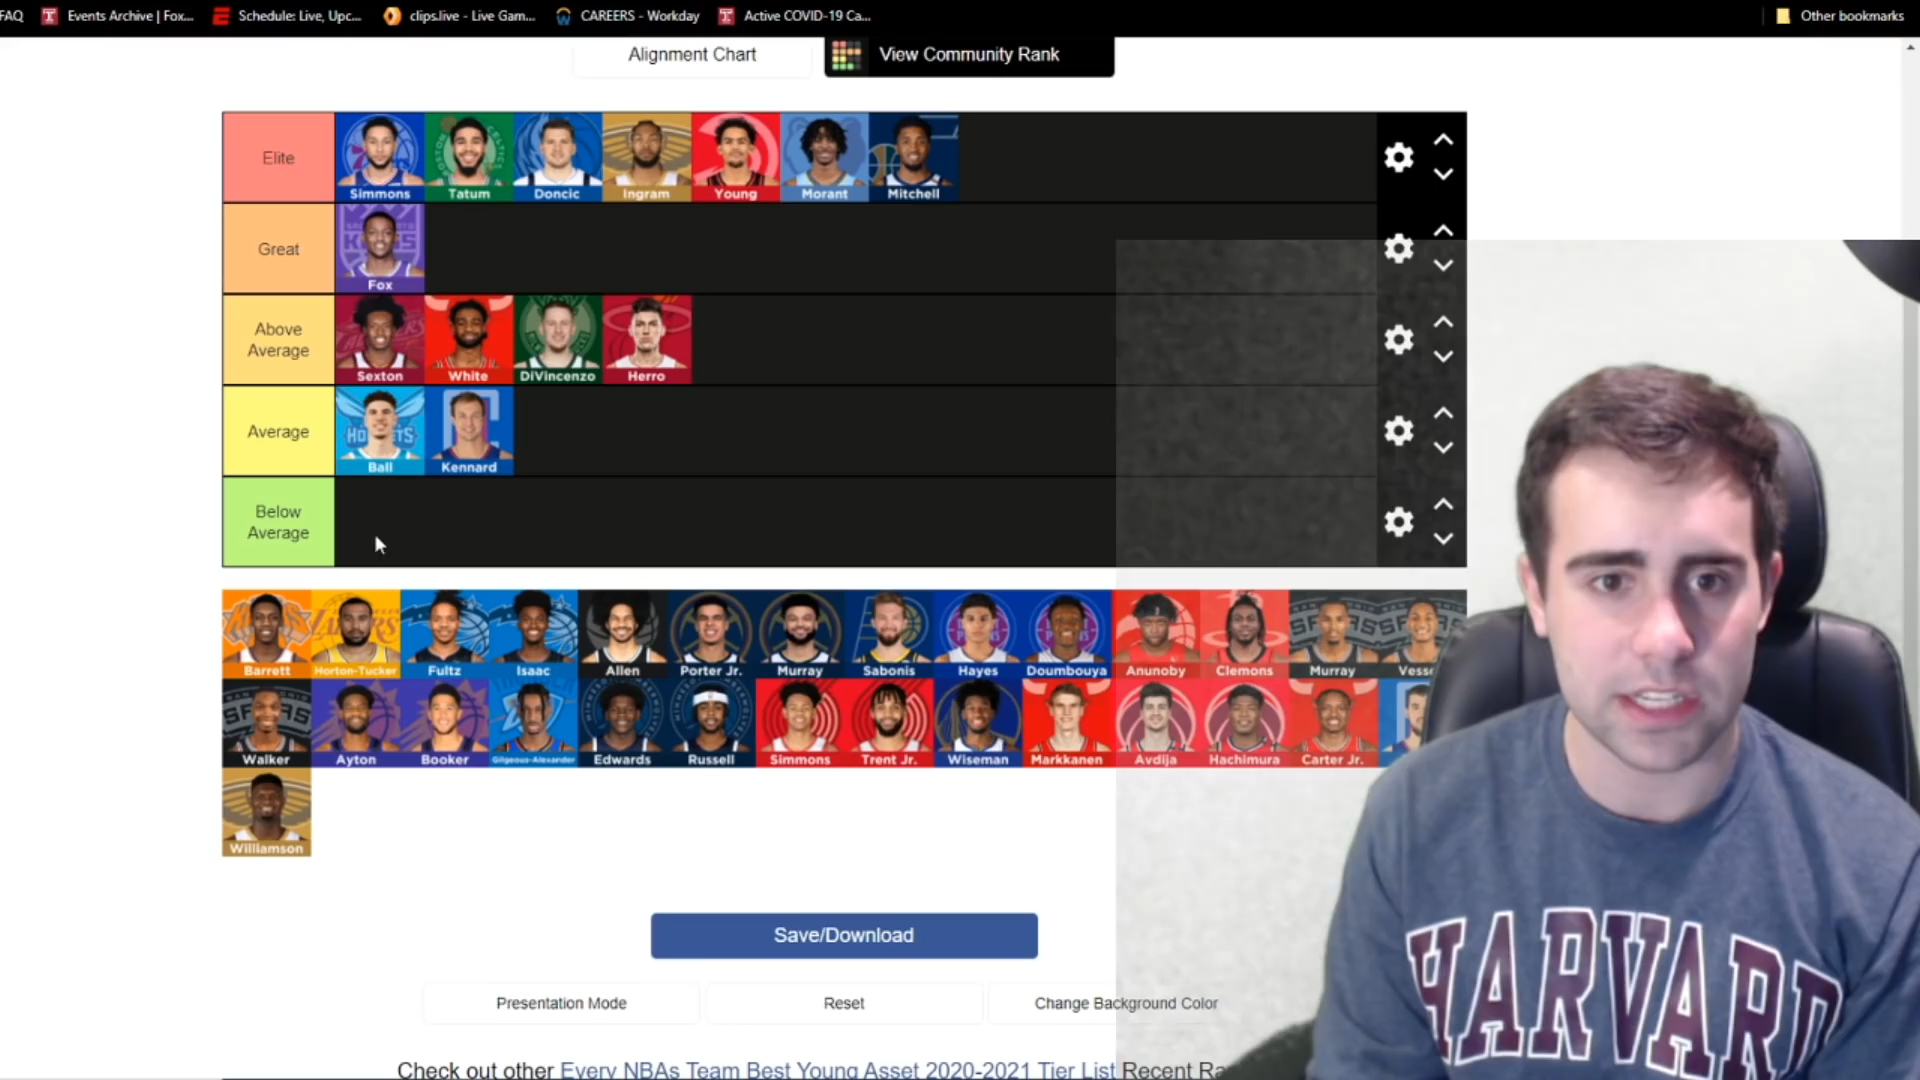 FAQ Events Archive | Fox... Schedule: Live, Upc... clips.live - Live Gam... CAREERS - Workday Active COVID-19 Ca... Other bookmarks
Alignment Chart View Community Rank
Elite Simmons Tatum Doncic Ingram Young Morant Mitchell
Great Fox
Above Average Sexton White DiVincenzo Herro
Average Ball Kennard
Below Average
Barrett Horton-Tucker Fultz Isaac Allen Porter Jr. Murray Sabonis Hayes Doumbouya Anunoby Clemons Murray Vesse
Walker Ayton Booker Gilgeous-Alexander Edwards Russell Simmons Trent Jr. Wiseman Markkanen Avdija Hachimura Carter Jr.
Williamson
Save/Download
Presentation Mode Reset Change Background Color
Check out other Every NBAs Team Best Young Asset 2020-2021 Tier List Recent Ra
HARVARD